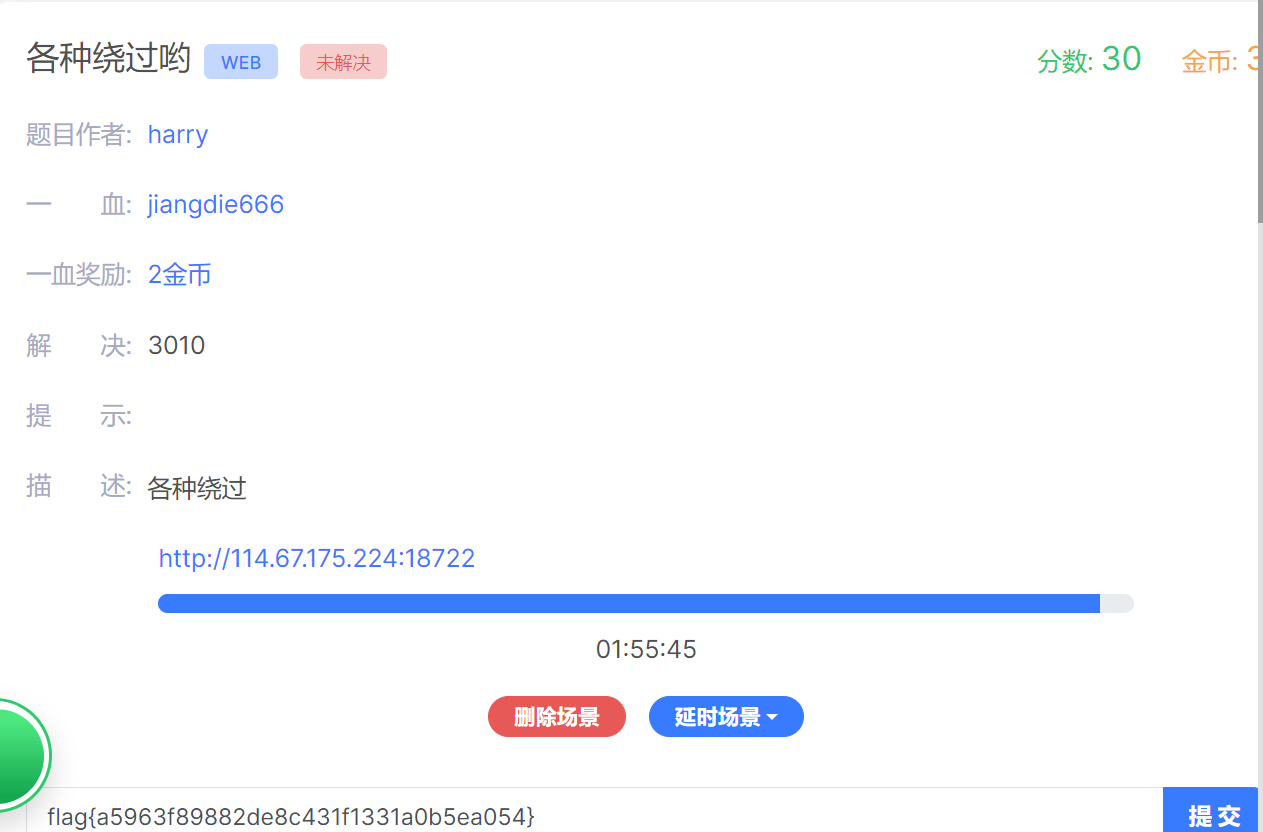 各种绕过哟 WEB 未解决 分数: 30 金币: 3
题目作者: harry
一血: jiangdie666
一血奖励: 2金币
解决: 3010
提示:
描述: 各种绕过
http://114.67.175.224:18722
01:55:45
删除场景 延时场景
flag{a5963f89882de8c431f1331a0b5ea054} 提交